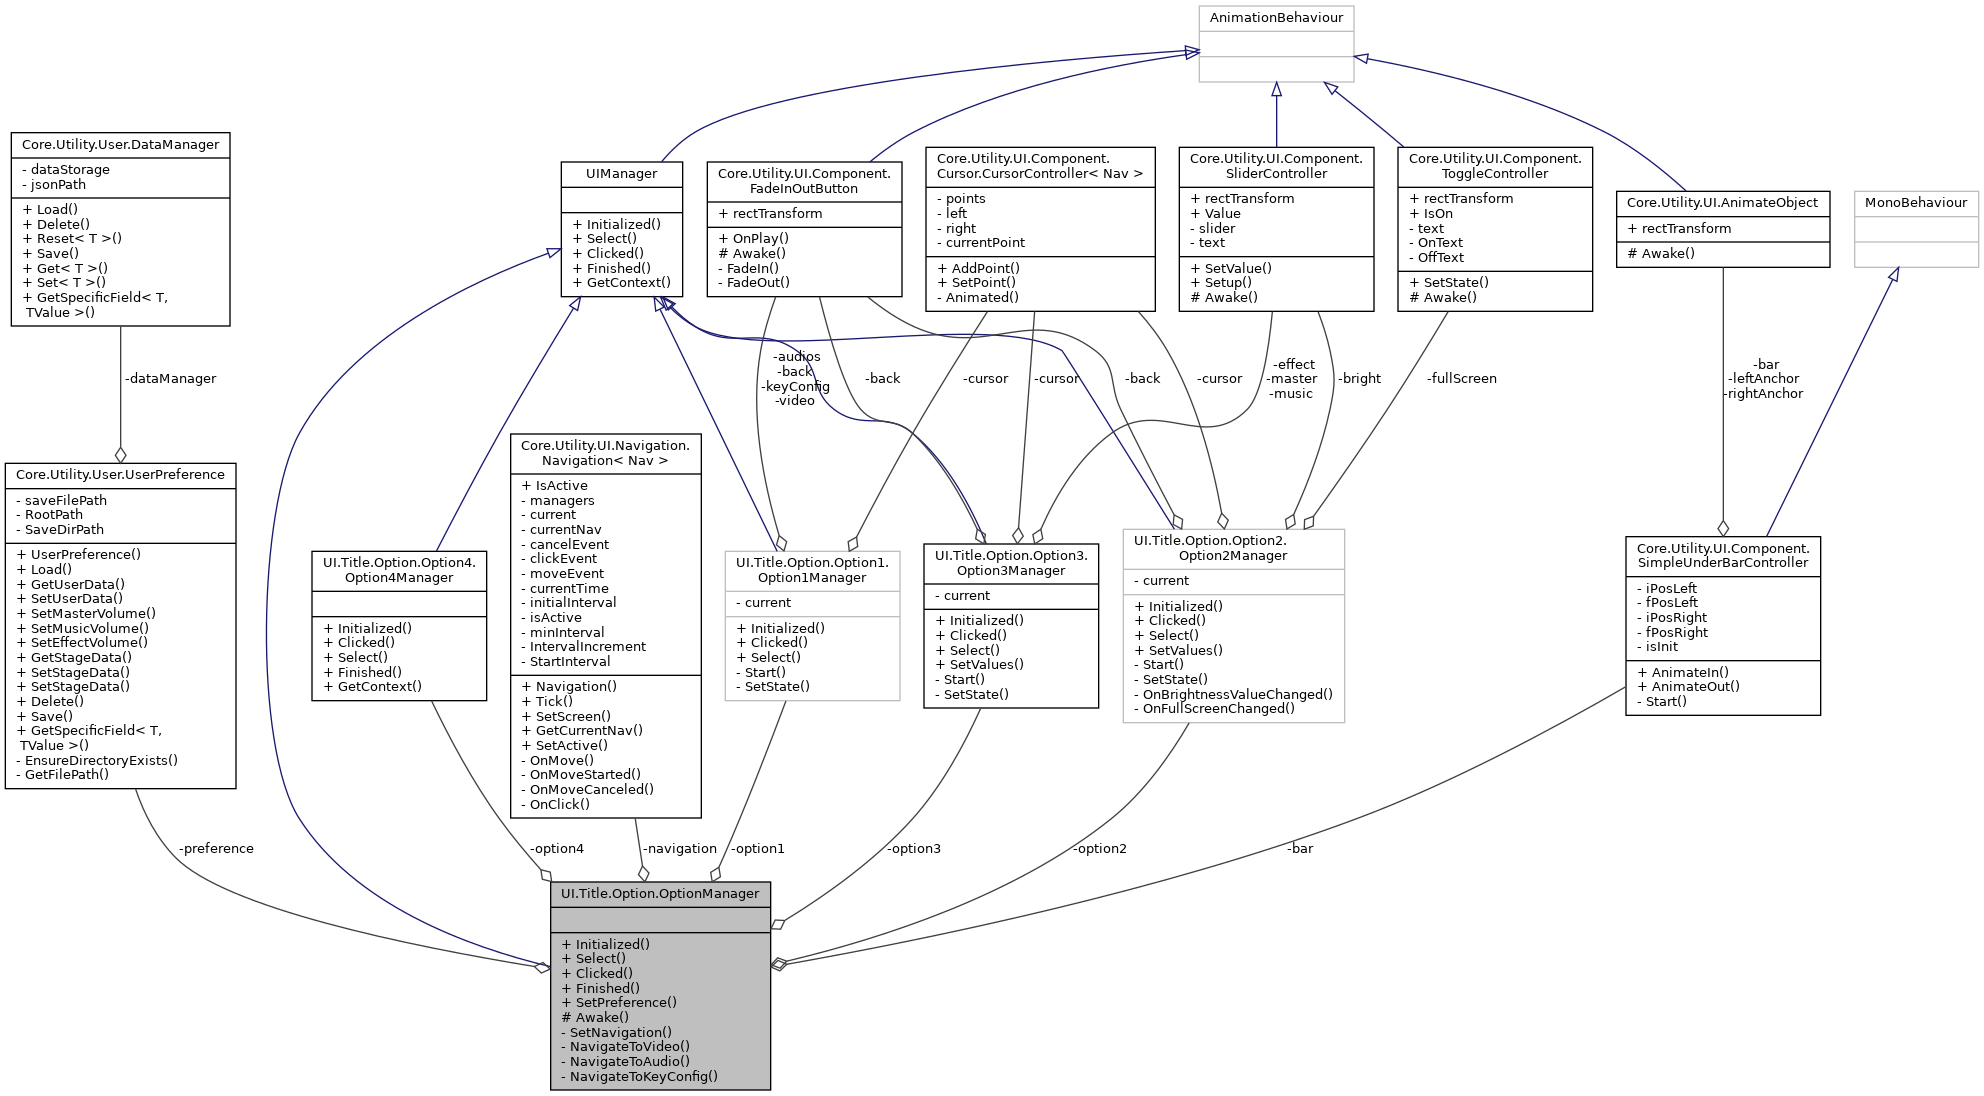 AnimationBehaviour
Core.Utility.User.DataManager
- dataStorage
- jsonPath
+ Load()
+ Delete()
+ Reset< T >()
+ Save()
+ Get< T >()
+ Set< T >()
+ GetSpecificField< T,
TValue >()
UIManager
+ Initialized()
+ Select()
+ Clicked()
+ Finished()
+ GetContext()
Core.Utility.UI.Component.
FadeInOutButton
+ rectTransform
+ OnPlay()
# Awake()
- FadeIn()
- FadeOut()
Core.Utility.UI.Component.
Cursor.CursorController< Nav >
- points
- left
- right
- currentPoint
+ AddPoint()
+ SetPoint()
- Animated()
Core.Utility.UI.Component.
SliderController
+ rectTransform
+ Value
- slider
- text
+ SetValue()
+ Setup()
# Awake()
Core.Utility.UI.Component.
ToggleController
+ rectTransform
+ IsOn
- text
- OnText
- OffText
+ SetState()
# Awake()
Core.Utility.UI.AnimateObject
+ rectTransform
# Awake()
MonoBehaviour
-dataManager
-audios
-back
-keyConfig
-video
-back
-cursor
-cursor
-back
-cursor
-effect
-master
-music
-bright
-fullScreen
-bar
-leftAnchor
-rightAnchor
Core.Utility.User.UserPreference
- saveFilePath
- RootPath
- SaveDirPath
+ UserPreference()
+ Load()
+ GetUserData()
+ SetUserData()
+ SetMasterVolume()
+ SetMusicVolume()
+ SetEffectVolume()
+ GetStageData()
+ SetStageData()
+ SetStageData()
+ Delete()
+ Save()
+ GetSpecificField< T,
TValue >()
- EnsureDirectoryExists()
- GetFilePath()
UI.Title.Option.Option4.
Option4Manager
+ Initialized()
+ Clicked()
+ Select()
+ Finished()
+ GetContext()
Core.Utility.UI.Navigation.
Navigation< Nav >
+ IsActive
- managers
- current
- currentNav
- cancelEvent
- clickEvent
- moveEvent
- currentTime
- initialInterval
- isActive
- minInterval
- IntervalIncrement
- StartInterval
+ Navigation()
+ Tick()
+ SetScreen()
+ GetCurrentNav()
+ SetActive()
- OnMove()
- OnMoveStarted()
- OnMoveCanceled()
- OnClick()
UI.Title.Option.Option1.
Option1Manager
- current
+ Initialized()
+ Clicked()
+ Select()
- Start()
- SetState()
UI.Title.Option.Option3.
Option3Manager
- current
+ Initialized()
+ Clicked()
+ Select()
+ SetValues()
- Start()
- SetState()
UI.Title.Option.Option2.
Option2Manager
- current
+ Initialized()
+ Clicked()
+ Select()
+ SetValues()
- Start()
- SetState()
- OnBrightnessValueChanged()
- OnFullScreenChanged()
Core.Utility.UI.Component.
SimpleUnderBarController
- iPosLeft
- fPosLeft
- iPosRight
- fPosRight
- isInit
+ AnimateIn()
+ AnimateOut()
- Start()
-preference
-option4
-navigation
-option1
-option3
-option2
-bar
UI.Title.Option.OptionManager
+ Initialized()
+ Select()
+ Clicked()
+ Finished()
+ SetPreference()
# Awake()
- SetNavigation()
- NavigateToVideo()
- NavigateToAudio()
- NavigateToKeyConfig()